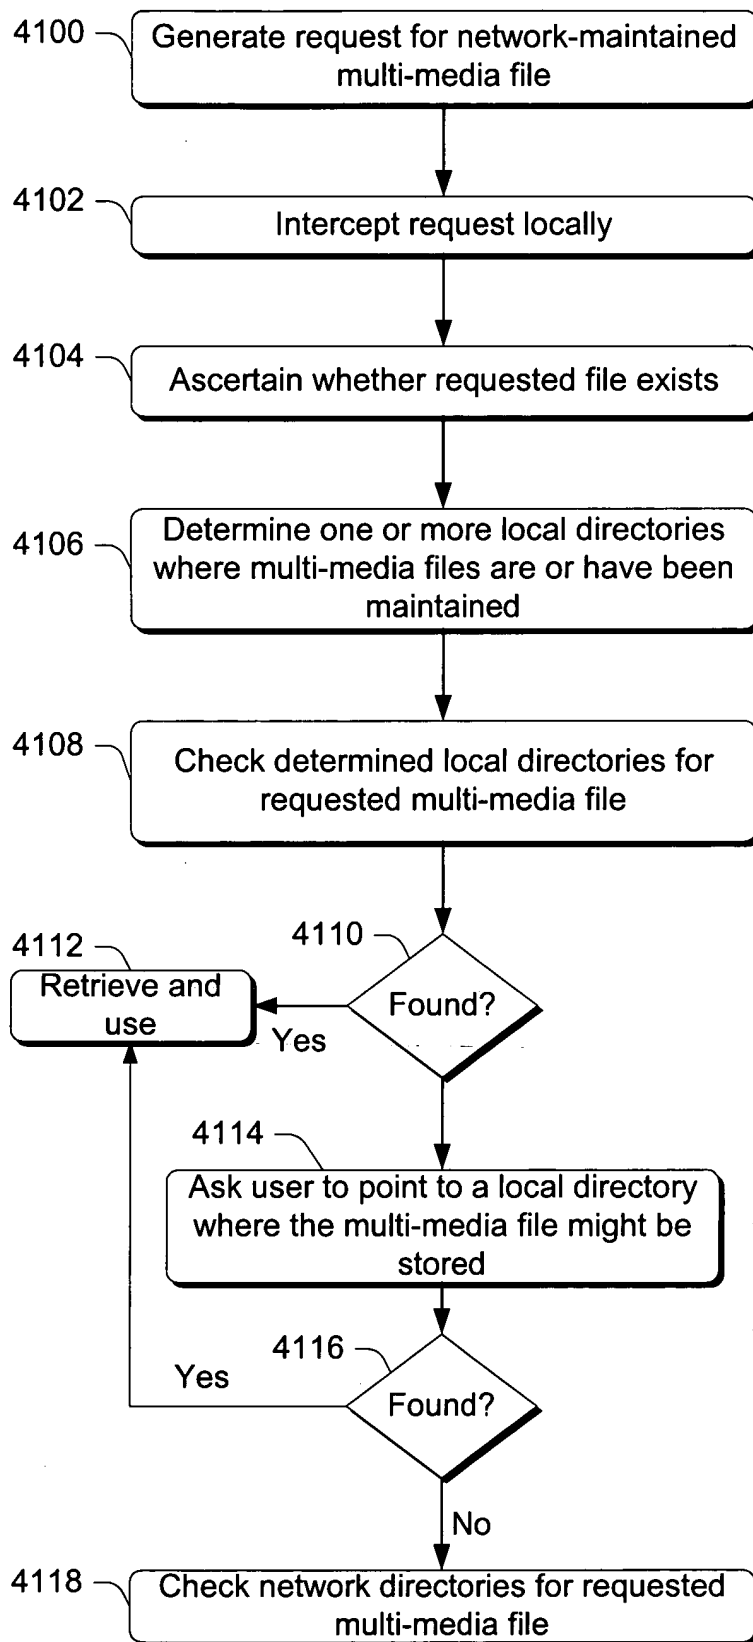 4100
Generate request for network-maintained
multi-media file
4102
Intercept request locally
4104
Ascertain whether requested file exists
4106
Determine one or more local directories
where multi-media files are or have been
maintained
4108
Check determined local directories for
requested multi-media file
4110
Found?
4112
Retrieve and
use
Yes
4114
Ask user to point to a local directory
where the multi-media file might be
stored
4116
Found?
Yes
No
4118
Check network directories for requested
multi-media file